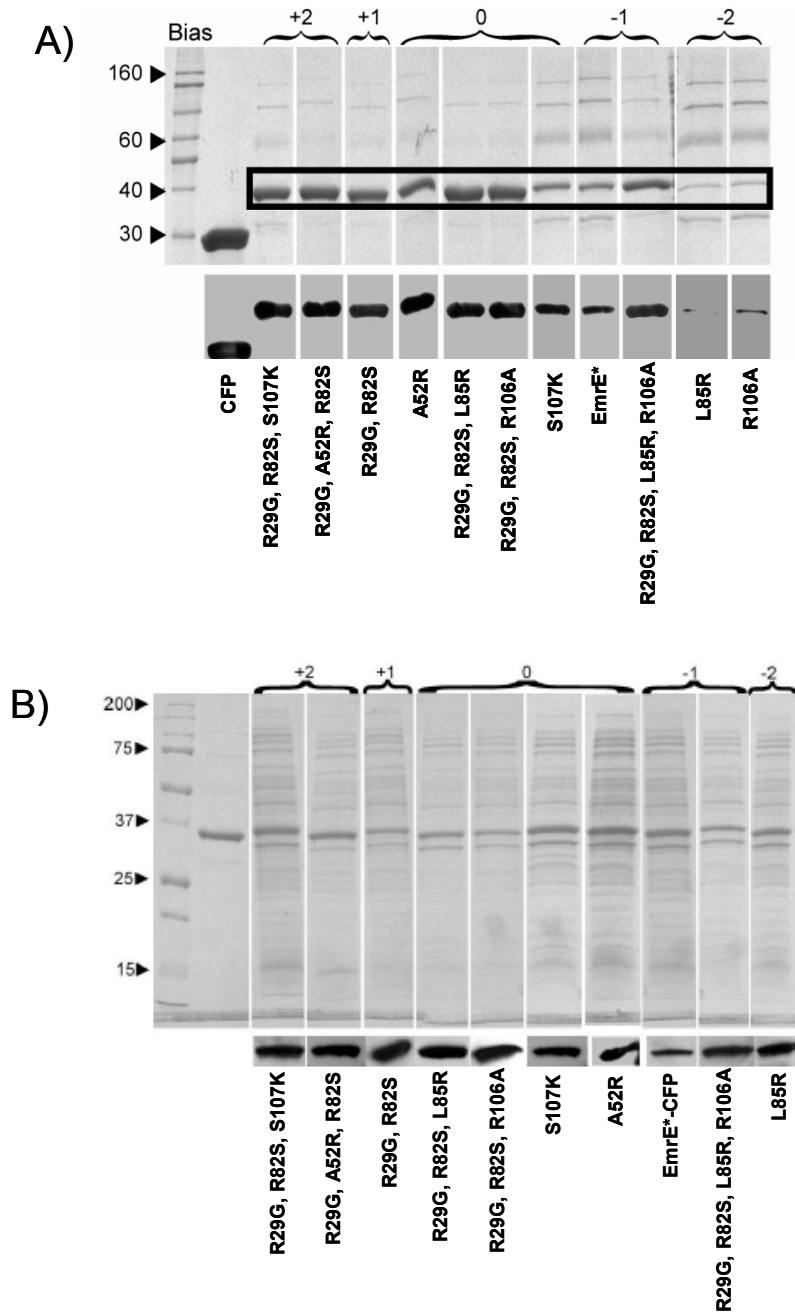 A)
Bias
+2
+1
0
-1
-2
160
60
40
30
CFP
R29G, R82S, S107K
R29G, A52R, R82S
R29G, R82S
A52R
R29G, R82S, L85R
R29G, R82S, R106A
S107K
EmrE*
R29G, R82S, L85R, R106A
L85R
R106A
B)
+2
+1
0
-1
-2
200
75
37
25
15
R29G, R82S, S107K
R29G, A52R, R82S
R29G, R82S
R29G, R82S, L85R
R29G, R82S, R106A
S107K
A52R
EmrE*-CFP
R29G, R82S, L85R, R106A
L85R